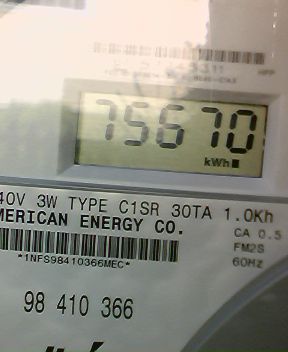 75670
kWh
40V 3W TYPE C1SR 30TA 1.0Kh
MERICAN ENERGY CO.
CA 0.5
FM2S
60Hz
*1NFS98410366MEC*
98 410 366